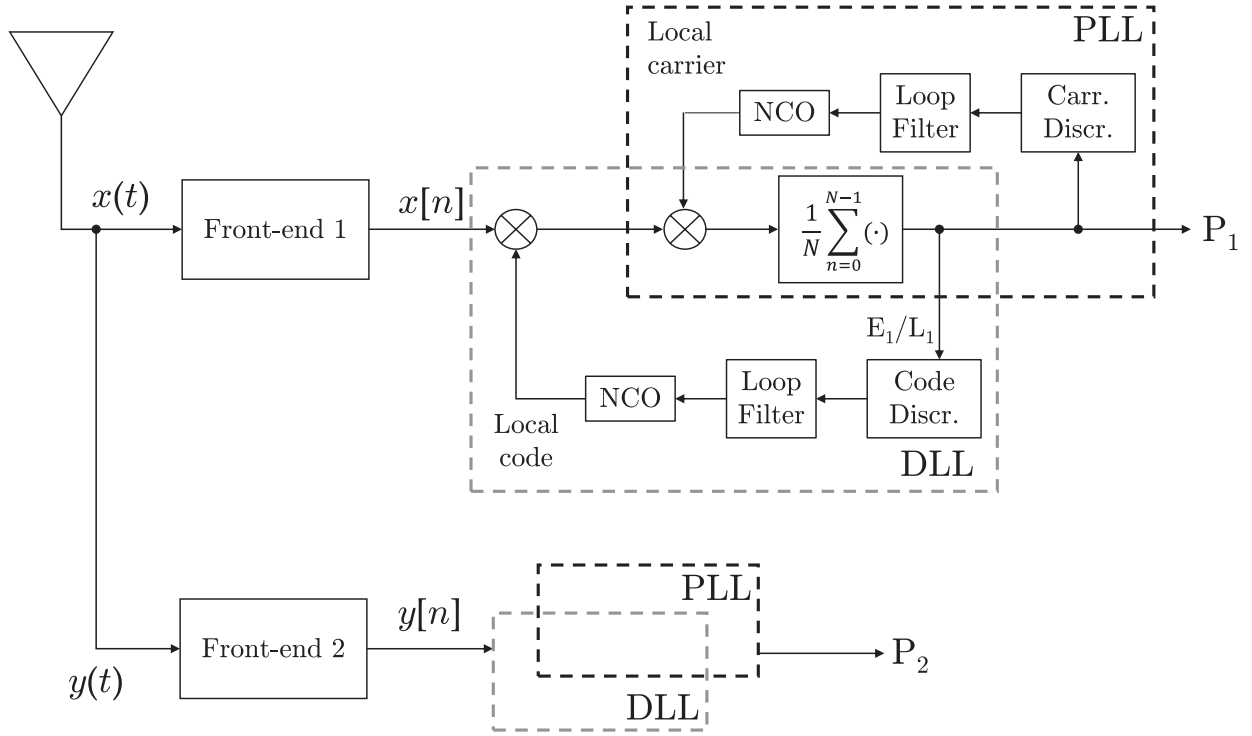 PLL
Local
carrier
NCO
Loop
Filter
Carr.
Discr.
x(t)
Front-end 1
x[n]
1/N ∑ n=0 N−1 (·)
P₁
E₁/L₁
NCO
Loop
Filter
Code
Discr.
Local
code
DLL
Front-end 2
y[n]
y(t)
PLL
DLL
P₂